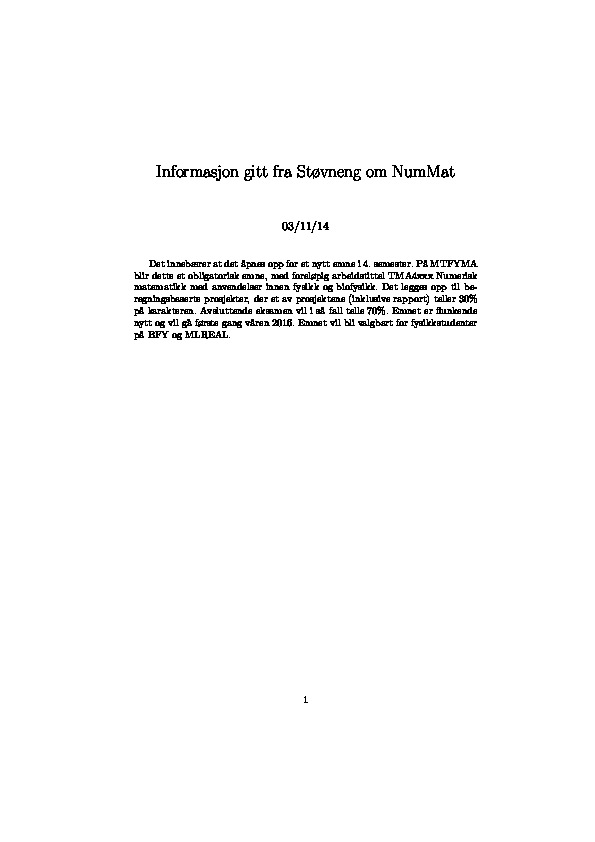 Informasjon gitt fra Støvneng om NumMat
03/11/14
Det innebærer at det åpnes opp for et nytt emne i 4. semester. På MTFYMA
blir dette et obligatorisk emne, med foreløpig arbeidstittel TMA4xxx Numerisk
matematikk med anvendelser innen fysikk og biofysikk. Det legges opp til be-
regningsbaserte prosjekter, der et av prosjektene (inklusive rapport) teller 30%
på karakteren. Avsluttende eksamen vil i så fall telle 70%. Emnet er flunkende
nytt og vil gå første gang våren 2016. Emnet vil bli valgbart for fysikkstudenter
på BFY og MLREAL.
1